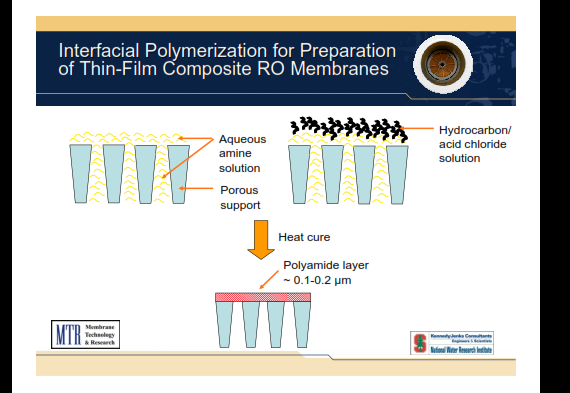 Interfacial Polymerization for Preparation
of Thin-Film Composite RO Membranes
Aqueous
amine
solution
Porous
support
Hydrocarbon/
acid chloride
solution
Heat cure
Polyamide layer
~ 0.1-0.2 µm
MTR
Membrane
Technology
& Research
Kennedy/Jenks Consultants
Engineers & Scientists
National Water Research Institute